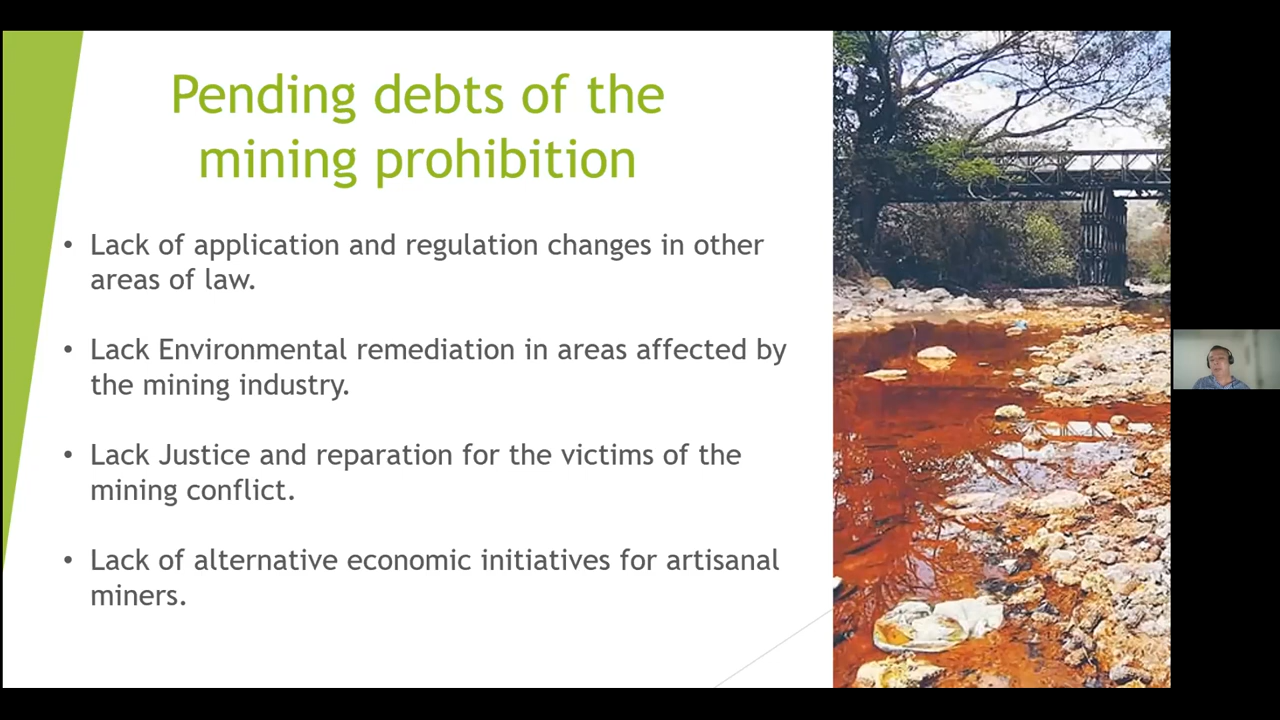 Pending debts of the
mining prohibition
• Lack of application and regulation changes in other
areas of law.
• Lack Environmental remediation in areas affected by
the mining industry.
• Lack Justice and reparation for the victims of the
mining conflict.
• Lack of alternative economic initiatives for artisanal
miners.